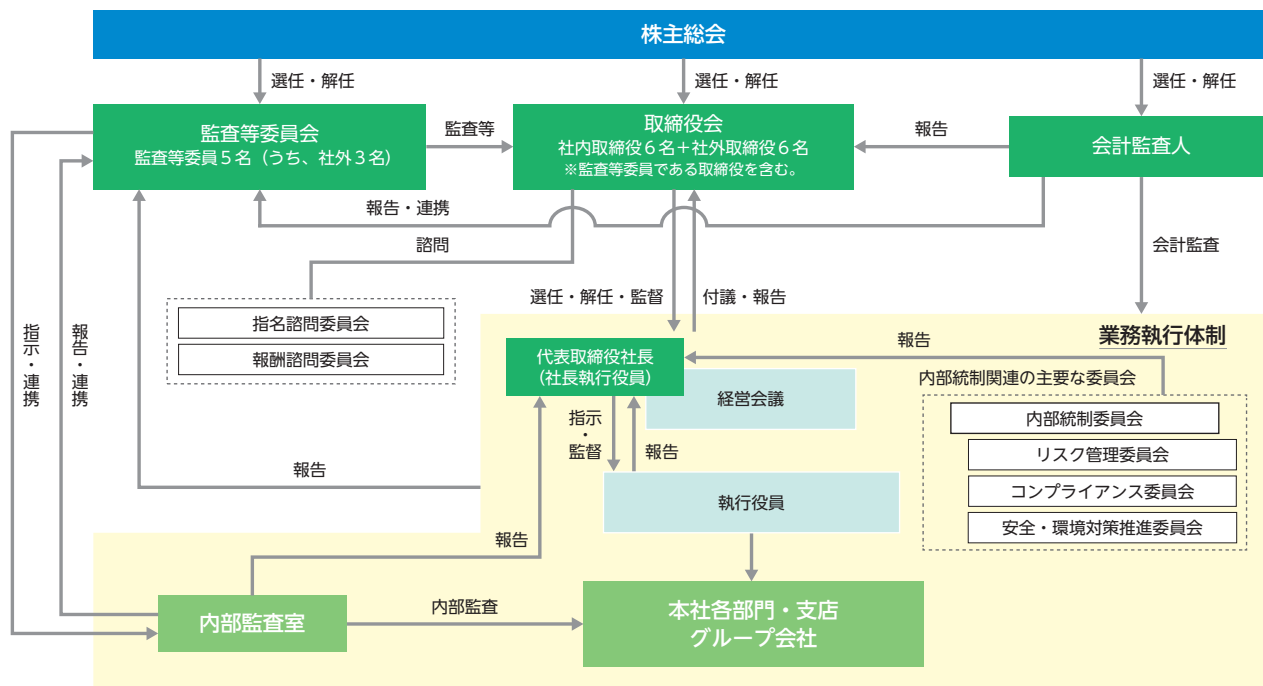 株主総会
選任・解任
選任・解任
選任・解任
監査等委員会
監査等委員5名（うち、社外3名）
監査等
取締役会
社内取締役6名＋社外取締役6名
※監査等委員である取締役を含む。
報告
会計監査人
報告・連携
諮問
会計監査
指名諮問委員会
報酬諮問委員会
選任・解任・監督
付議・報告
指示・連携
報告・連携
業務執行体制
代表取締役社長
（社長執行役員）
報告
経営会議
内部統制関連の主要な委員会
内部統制委員会
リスク管理委員会
コンプライアンス委員会
安全・環境対策推進委員会
指示
・
監督
報告
執行役員
報告
報告
内部監査室
内部監査
本社各部門・支店
グループ会社